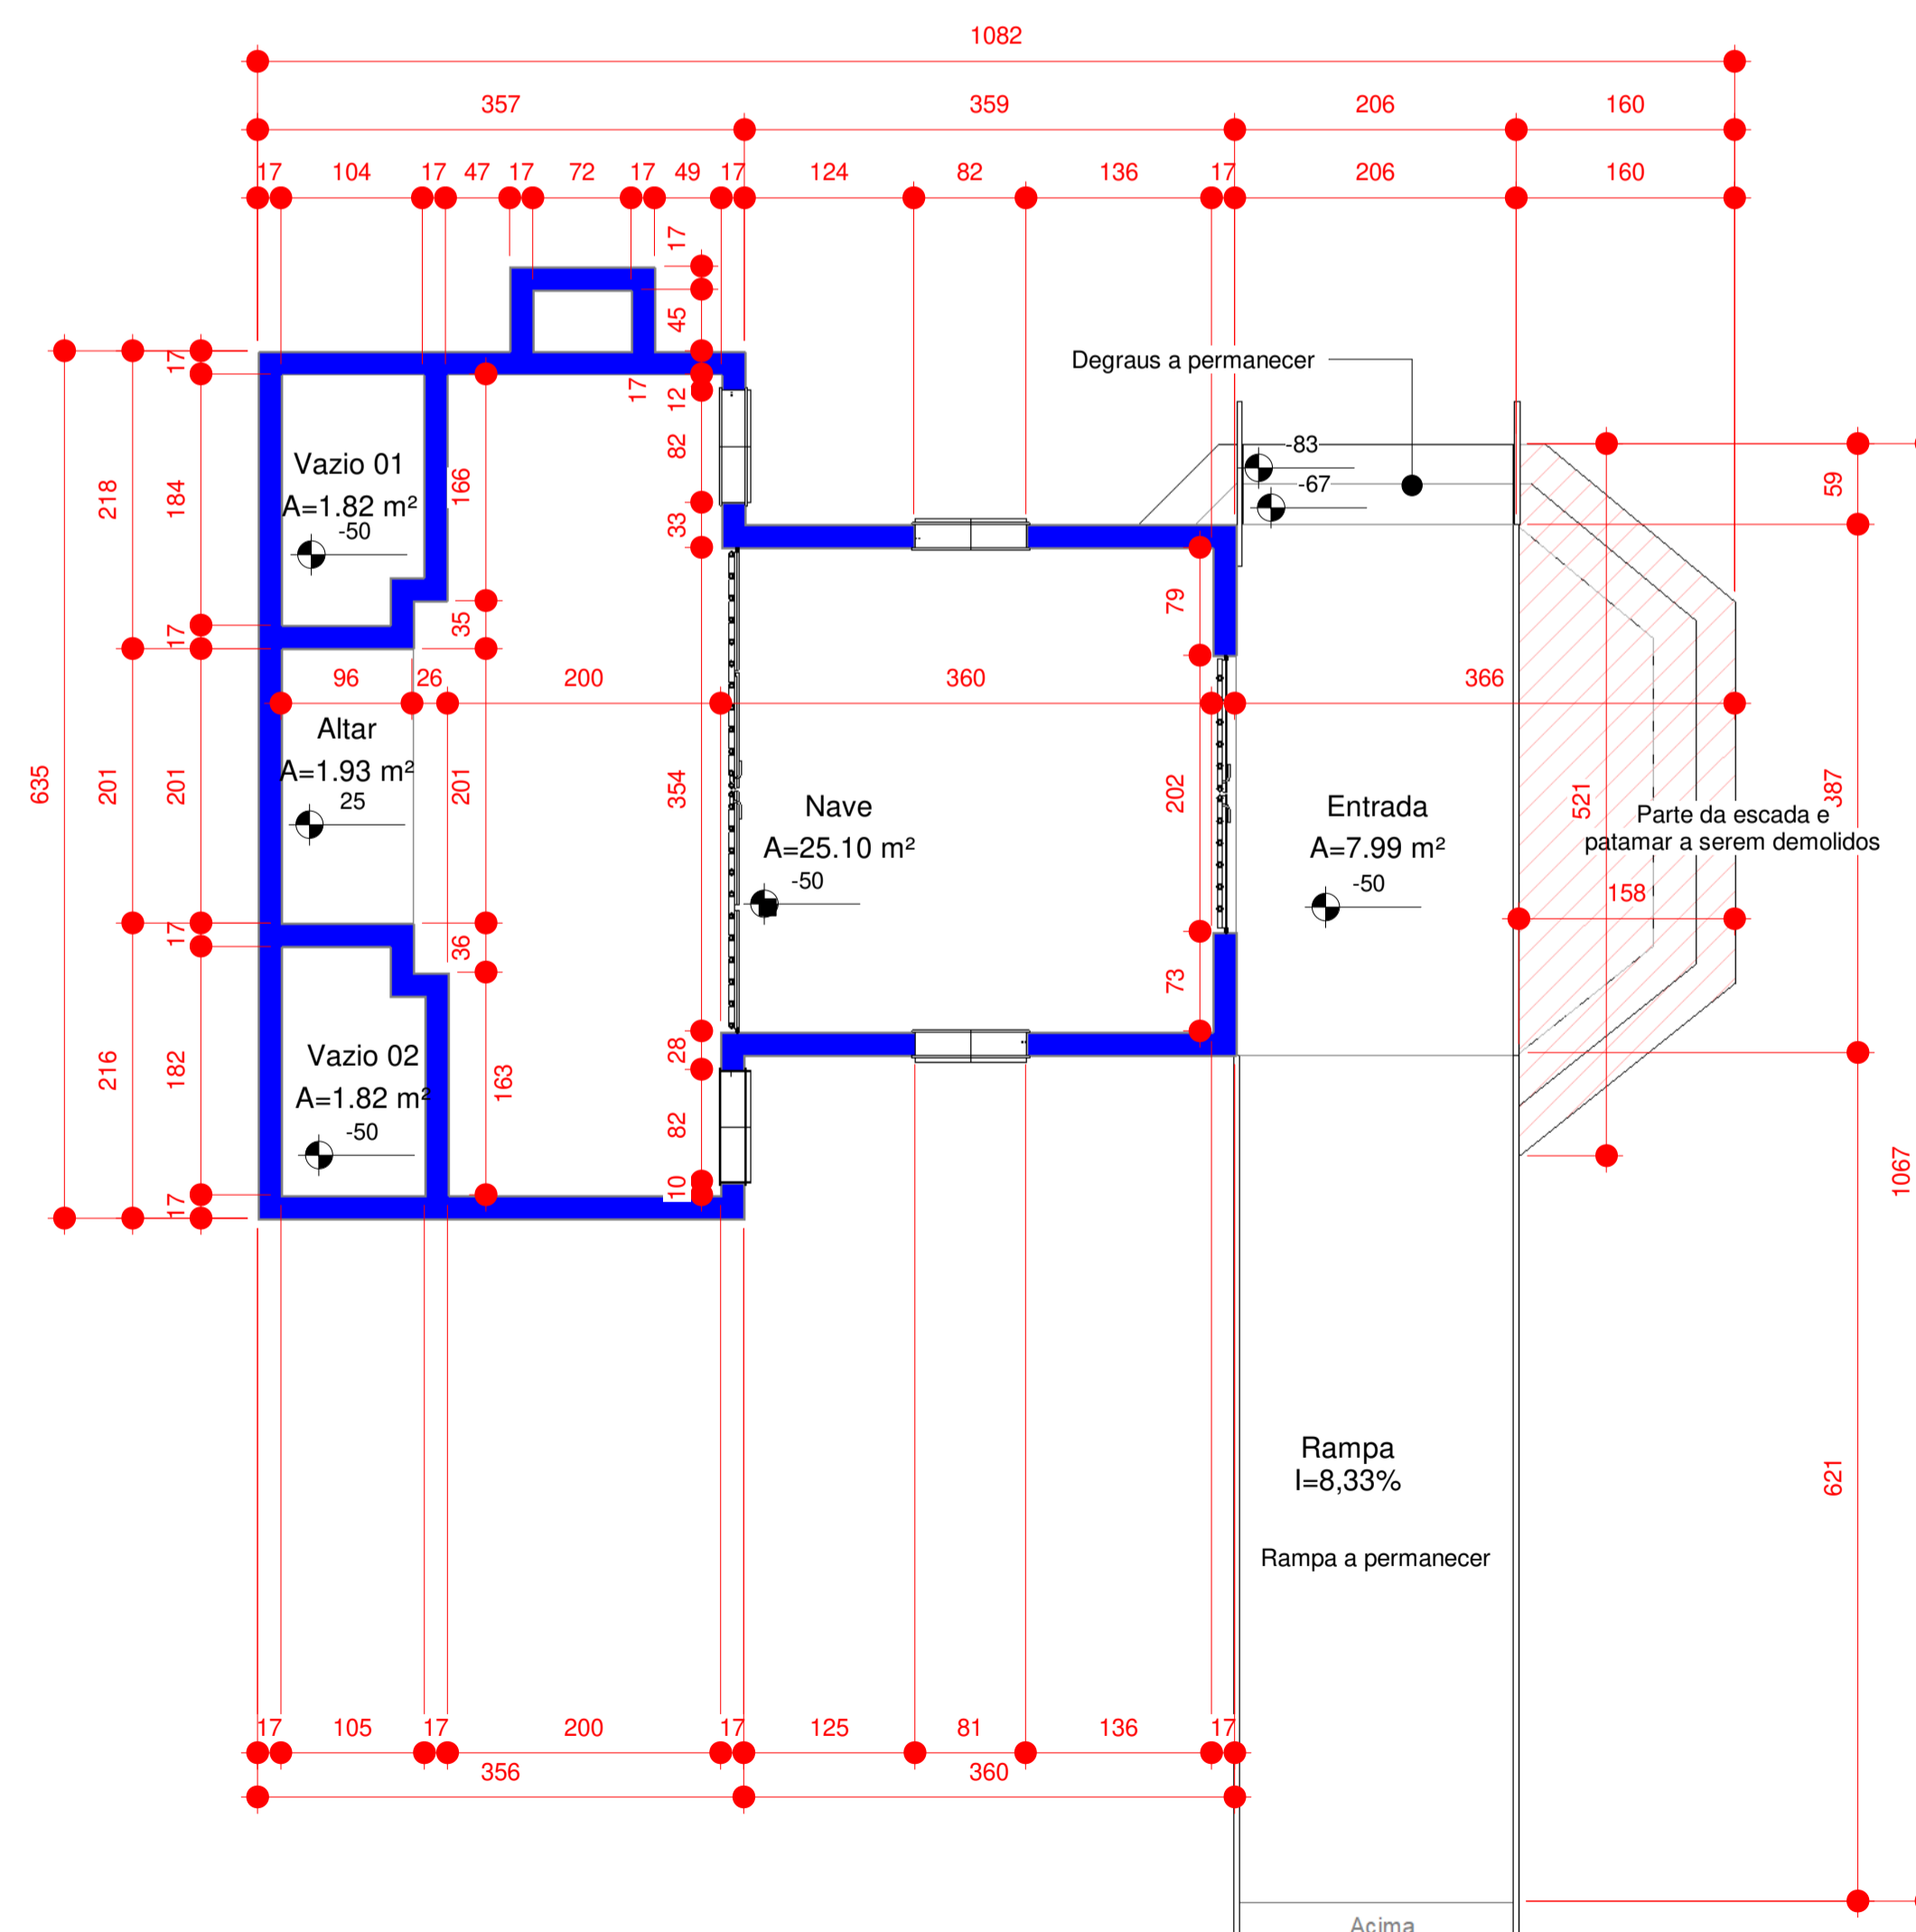 1082
357 359 206 160
17 104 17 47 17 72 17 49 17 124 82 136 17 206 160
17
45
17
12
82
33
354
28
82
10
17
Degraus a permanecer
-83
-67
59
387
621
1067
635
218
201
216
17
184
17
201
17
182
17
Vazio 01
A=1.82 m²
-50
166
35
201
36
163
96 26 200 360 366
79
202
73
Altar
A=1.93 m²
25
Nave
A=25.10 m²
-50
Entrada
A=7.99 m²
-50
521
Parte da escada e
patamar a serem demolidos
158
Vazio 02
A=1.82 m²
-50
Rampa
I=8,33%
Rampa a permanecer
17 105 17 200 17 125 81 136 17
356 360
Acima